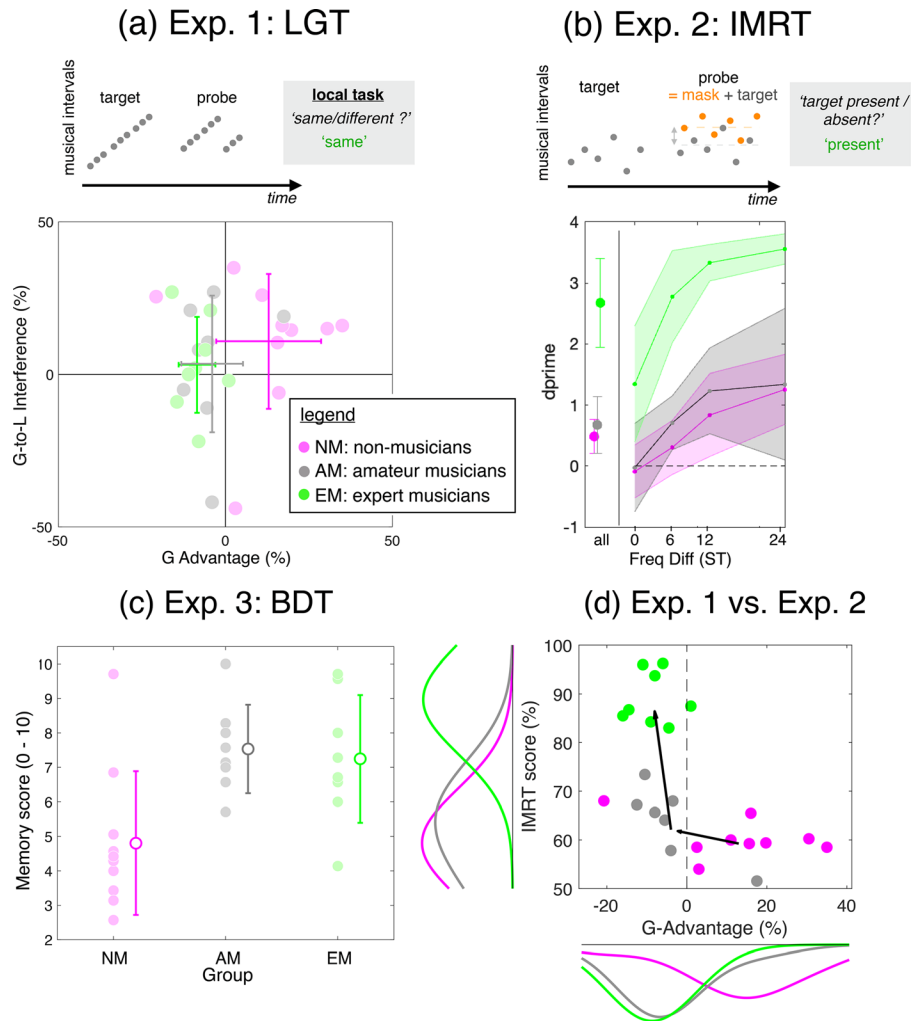 (a) Exp. 1: LGT
musical intervals
target
probe
local task
'same/different ?'
'same'
time
50
0
-50
G-to-L Interference (%)
-50
0
50
G Advantage (%)
legend
NM: non-musicians
AM: amateur musicians
EM: expert musicians
(b) Exp. 2: IMRT
musical intervals
target
probe
= mask + target
'target present /
absent?'
'present'
time
4
3
2
1
0
-1
dprime
all
0
6
12
24
Freq Diff (ST)
(c) Exp. 3: BDT
10
9
8
7
6
5
4
3
2
Memory score (0 - 10)
NM
AM
EM
Group
(d) Exp. 1 vs. Exp. 2
100
90
80
70
60
50
IMRT score (%)
-20
0
20
40
G-Advantage (%)